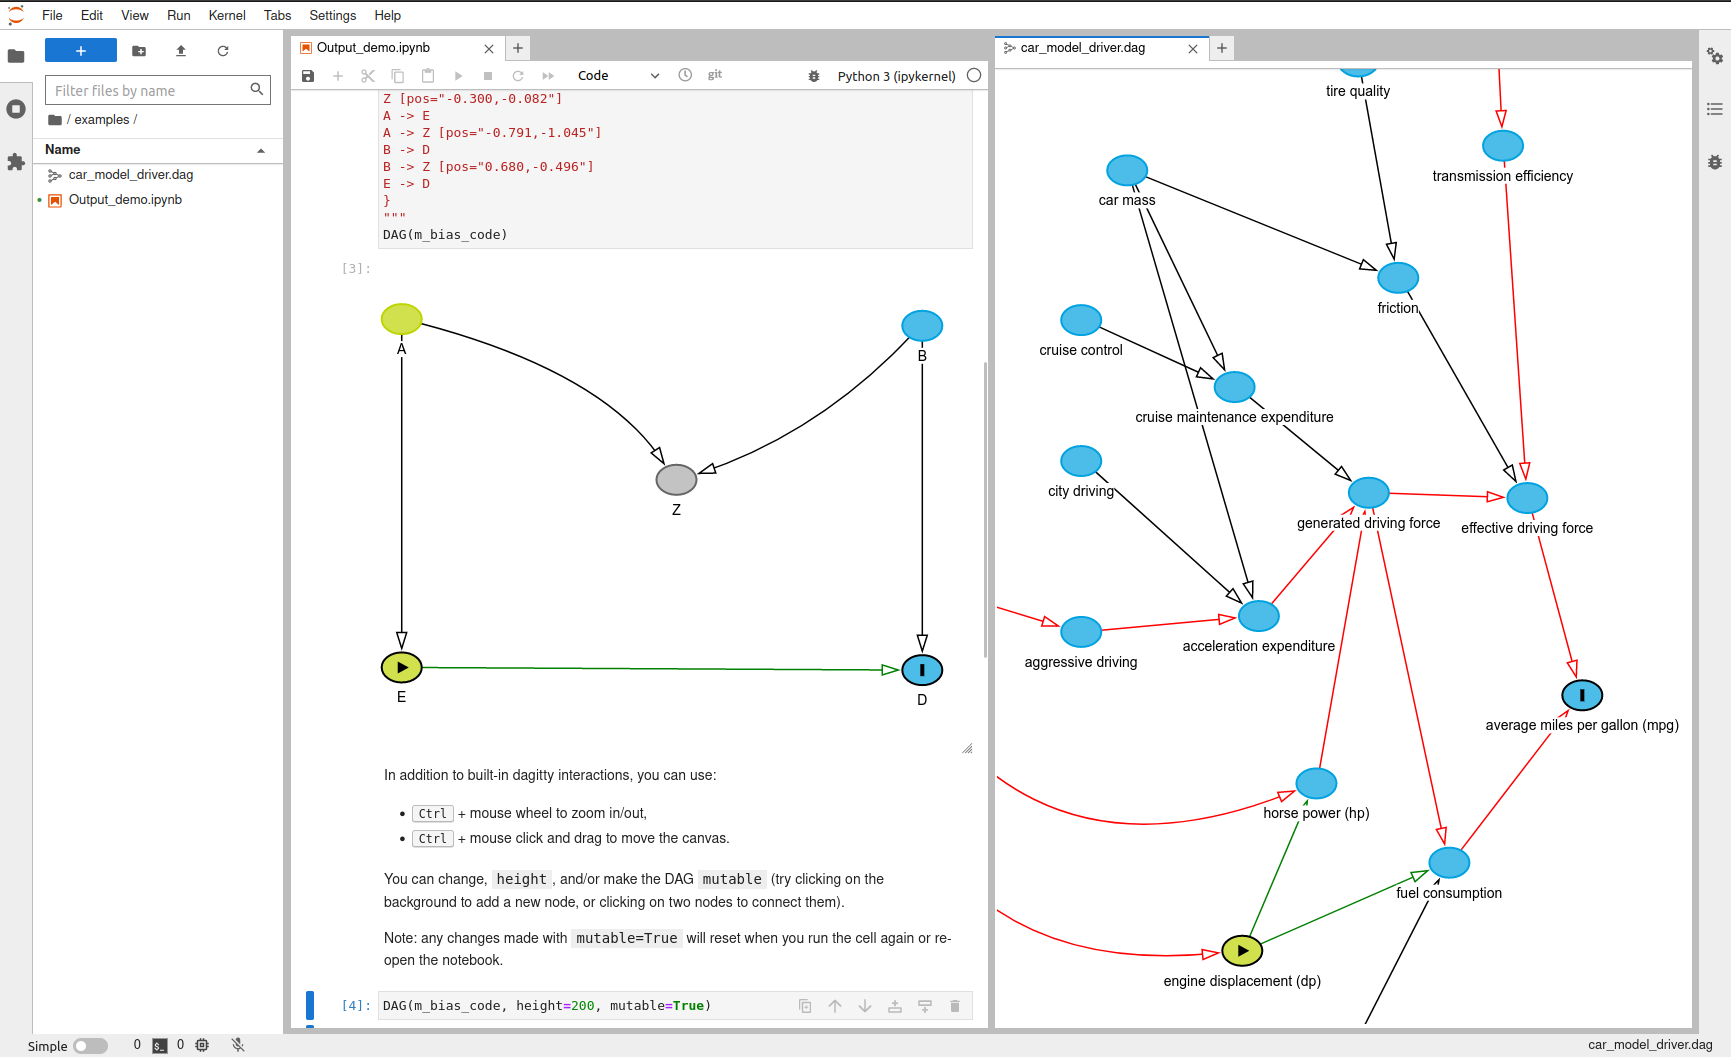 File Edit View Run Kernel Tabs Settings Help
+
Filter files by name
/ examples /
Name
car_model_driver.dag
Output_demo.ipynb
Output_demo.ipynb
Code
git
Python 3 (ipykernel)
Z [pos="-0.300,-0.082"]
A -> E
A -> Z [pos="-0.791,-1.045"]
B -> D
B -> Z [pos="0.680,-0.496"]
E -> D
}
"""
DAG(m_bias_code)
[3]:
A
B
Z
E
D
In addition to built-in dagitty interactions, you can use:
• Ctrl + mouse wheel to zoom in/out,
• Ctrl + mouse click and drag to move the canvas.
You can change, height , and/or make the DAG mutable (try clicking on the
background to add a new node, or clicking on two nodes to connect them).
Note: any changes made with mutable=True will reset when you run the cell again or re-
open the notebook.
[4]: DAG(m_bias_code, height=200, mutable=True)
car_model_driver.dag
tire quality
transmission efficiency
car mass
friction
cruise control
cruise maintenance expenditure
city driving
generated driving force
effective driving force
acceleration expenditure
aggressive driving
average miles per gallon (mpg)
horse power (hp)
fuel consumption
engine displacement (dp)
Simple 0 $_ 0
car_model_driver.dag